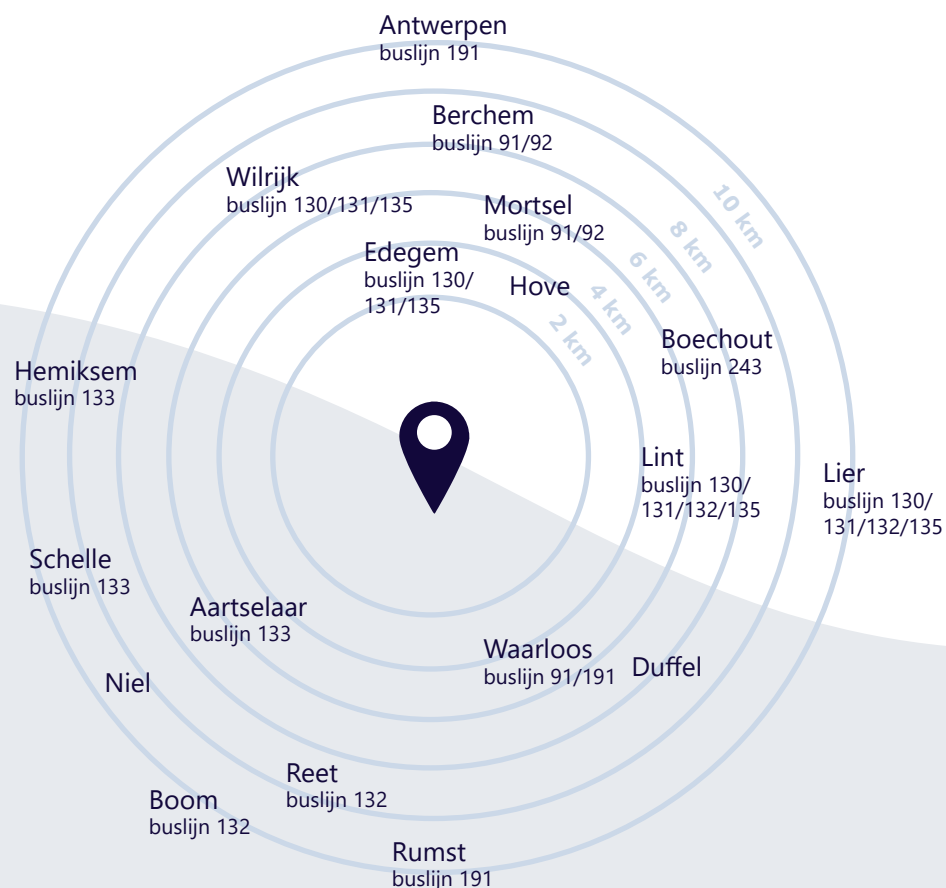 Antwerpen
buslijn 191
Berchem
buslijn 91/92
Wilrijk
buslijn 130/131/135
Mortsel
buslijn 91/92
10 km
8 km
6 km
4 km
2 km
Edegem
buslijn 130/
131/135
Hove
Boechout
buslijn 243
Hemiksem
buslijn 133
Lint
buslijn 130/
131/132/135
Lier
buslijn 130/
131/132/135
Schelle
buslijn 133
Aartselaar
buslijn 133
Waarloos
buslijn 91/191
Duffel
Niel
Reet
buslijn 132
Boom
buslijn 132
Rumst
buslijn 191